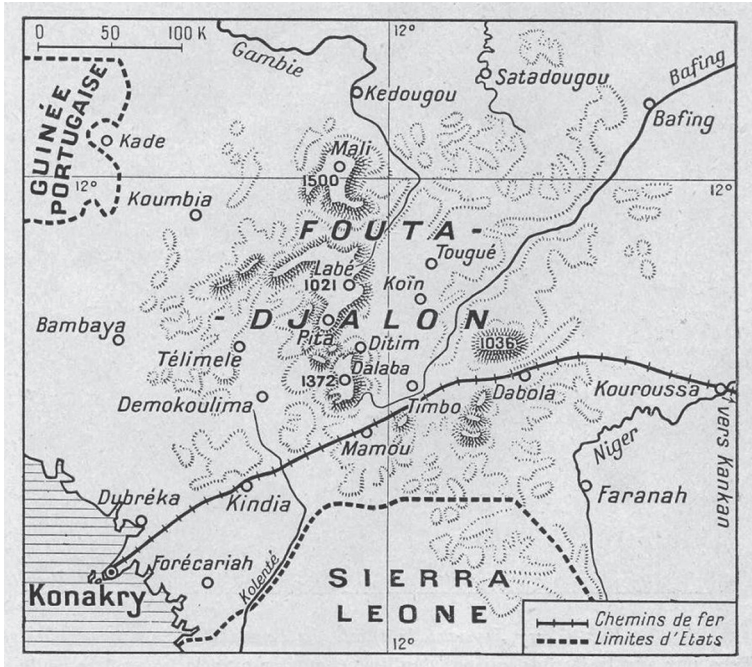 0 50 100 K
12°
Gambie
Kedougou
Satadougou
Bafing
Bafing
GUINÉE
PORTUGAISE
Kade
12°
Mali
1500
12°
Koumbia
FOUTA-
Tougué
Labé
1021
Koïn
-DJALON
Bambaya
Pita
Ditim
1036
Télimele
Dalaba
1372
Demokoulima
Timbo
Dabola
Kouroussa
vers Kankan
Mamou
Niger
Dubréka
Kindia
Faranah
Forécariah
Kolenté
Konakry
SIERRA
LEONE
12°
Chemins de fer
Limites d'Etats